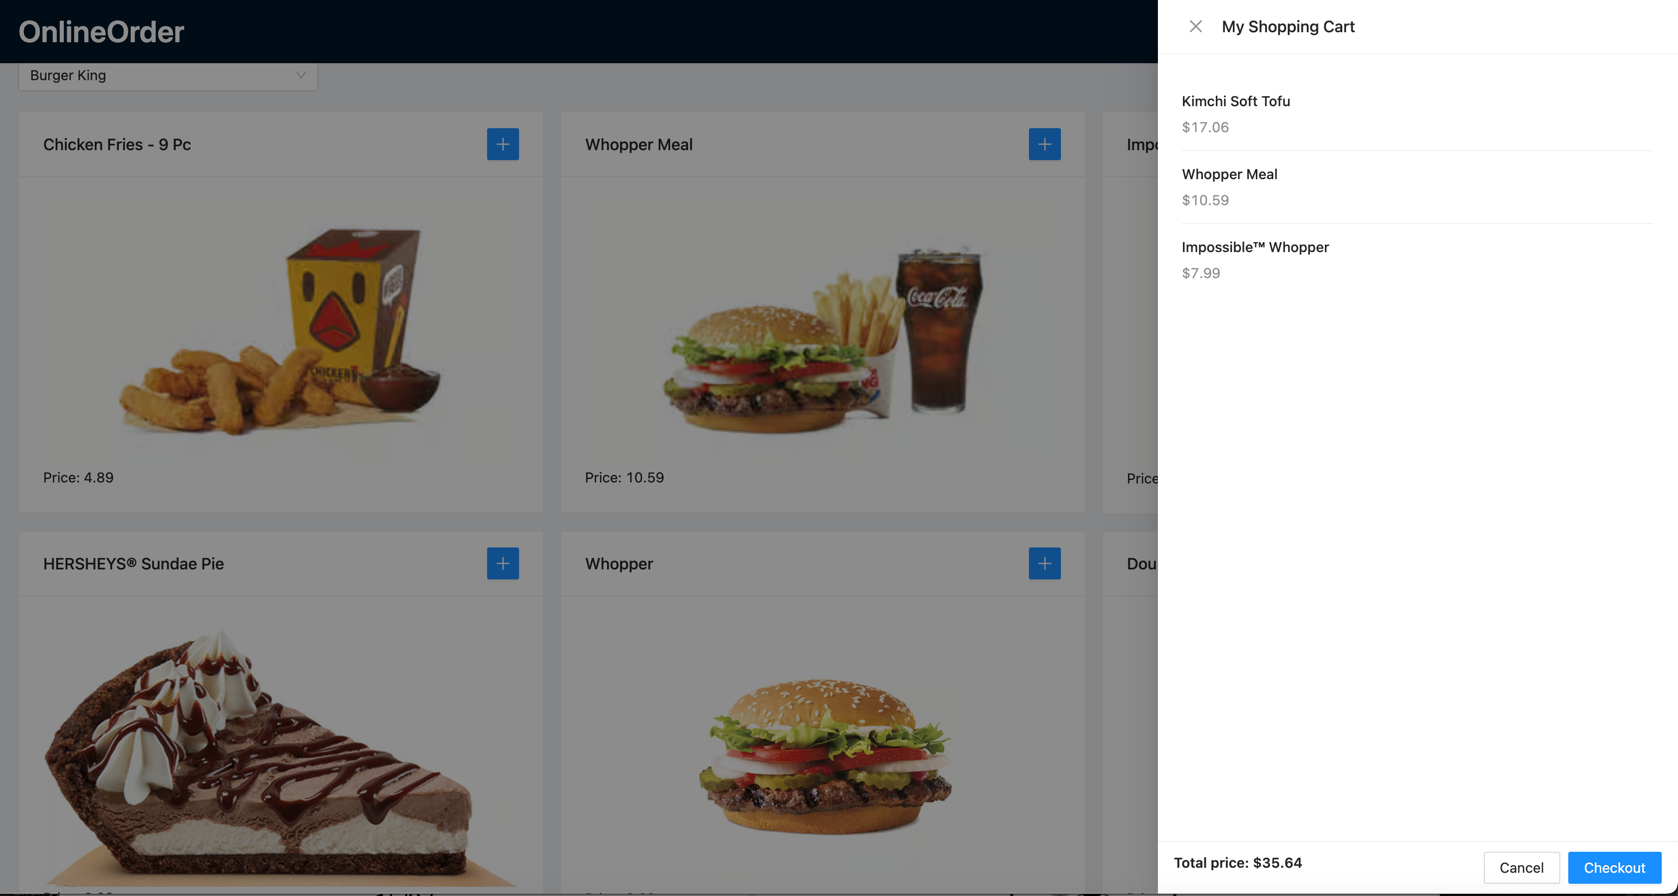 OnlineOrder
Burger King
Chicken Fries - 9 Pc
Whopper Meal
Coca-Cola
Price: 4.89
Price: 10.59
Price
HERSHEYS® Sundae Pie
Whopper
My Shopping Cart
Kimchi Soft Tofu
$17.06
Whopper Meal
$10.59
Impossible™ Whopper
$7.99
Total price: $35.64
Cancel
Checkout